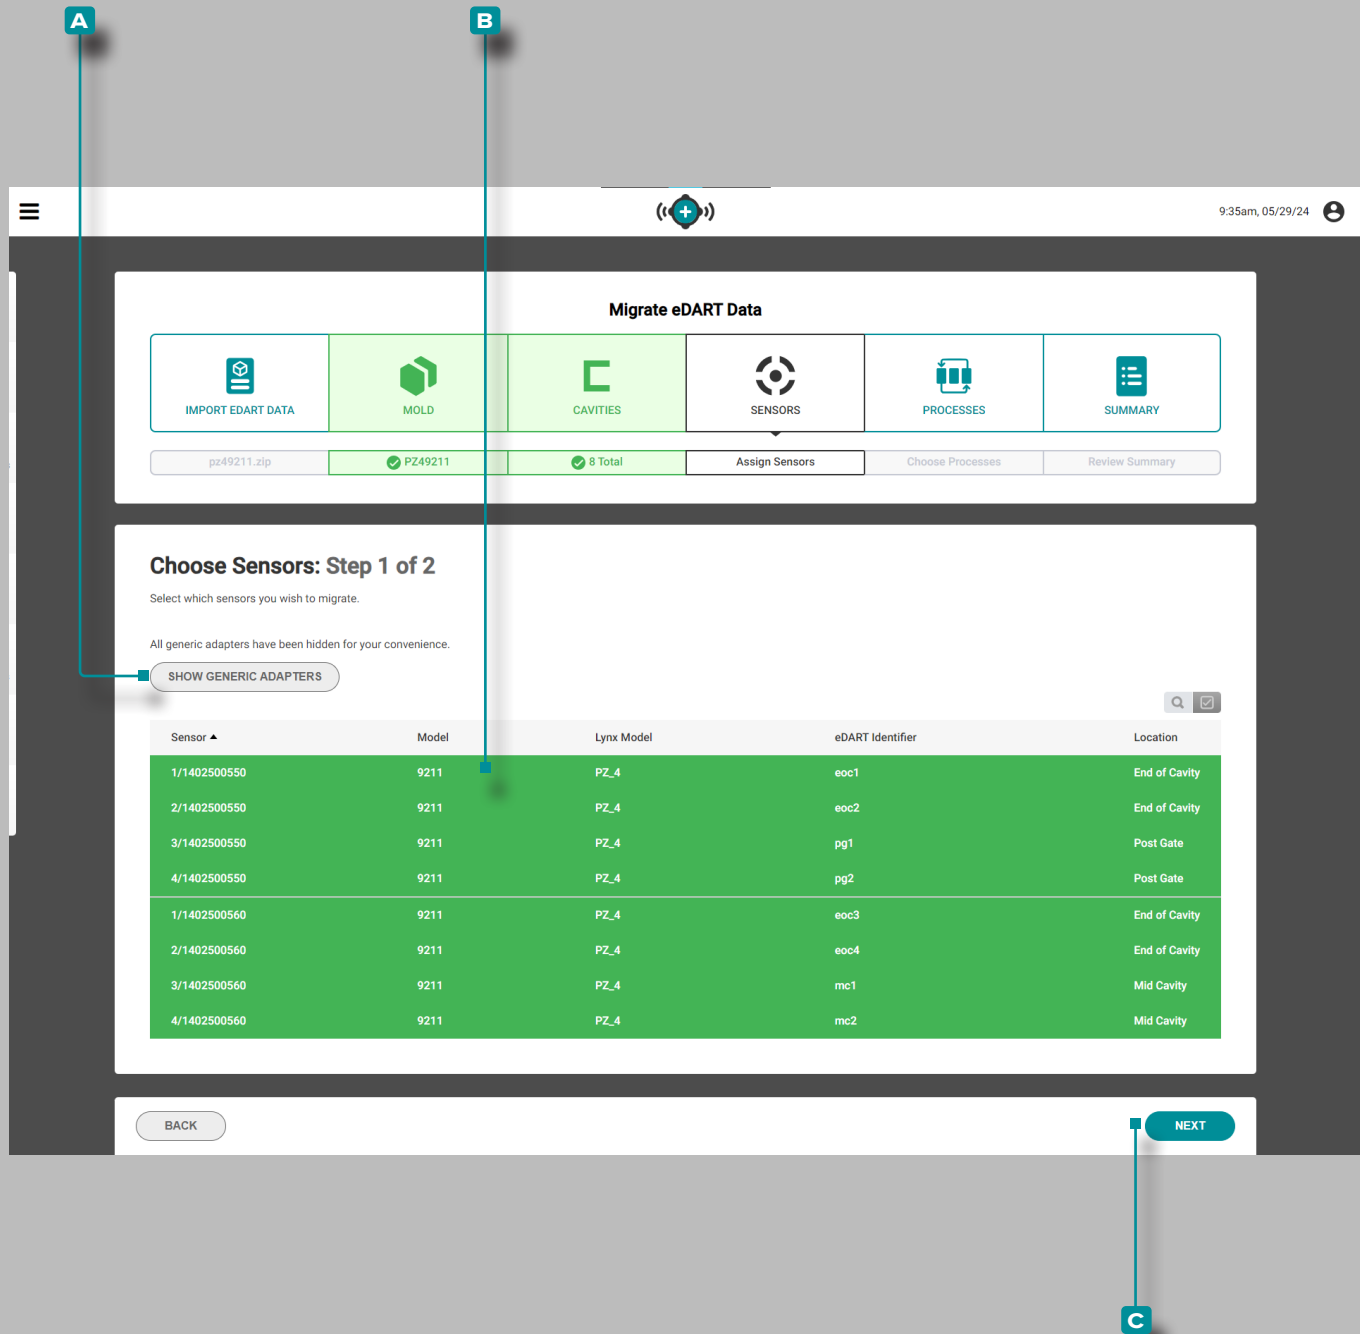 A
B
9:35am, 05/29/24
Migrate eDART Data
IMPORT EDART DATA
MOLD
CAVITIES
SENSORS
PROCESSES
SUMMARY
pz49211.zip
PZ49211
8 Total
Assign Sensors
Choose Processes
Review Summary
Choose Sensors: Step 1 of 2
Select which sensors you wish to migrate.
All generic adapters have been hidden for your convenience.
SHOW GENERIC ADAPTERS
Sensor Model Lynx Model eDART Identifier Location
1/1402500550 9211 PZ_4 eoc1 End of Cavity
2/1402500550 9211 PZ_4 eoc2 End of Cavity
3/1402500550 9211 PZ_4 pg1 Post Gate
4/1402500550 9211 PZ_4 pg2 Post Gate
1/1402500560 9211 PZ_4 eoc3 End of Cavity
2/1402500560 9211 PZ_4 eoc4 End of Cavity
3/1402500560 9211 PZ_4 mc1 Mid Cavity
4/1402500560 9211 PZ_4 mc2 Mid Cavity
BACK
NEXT
C